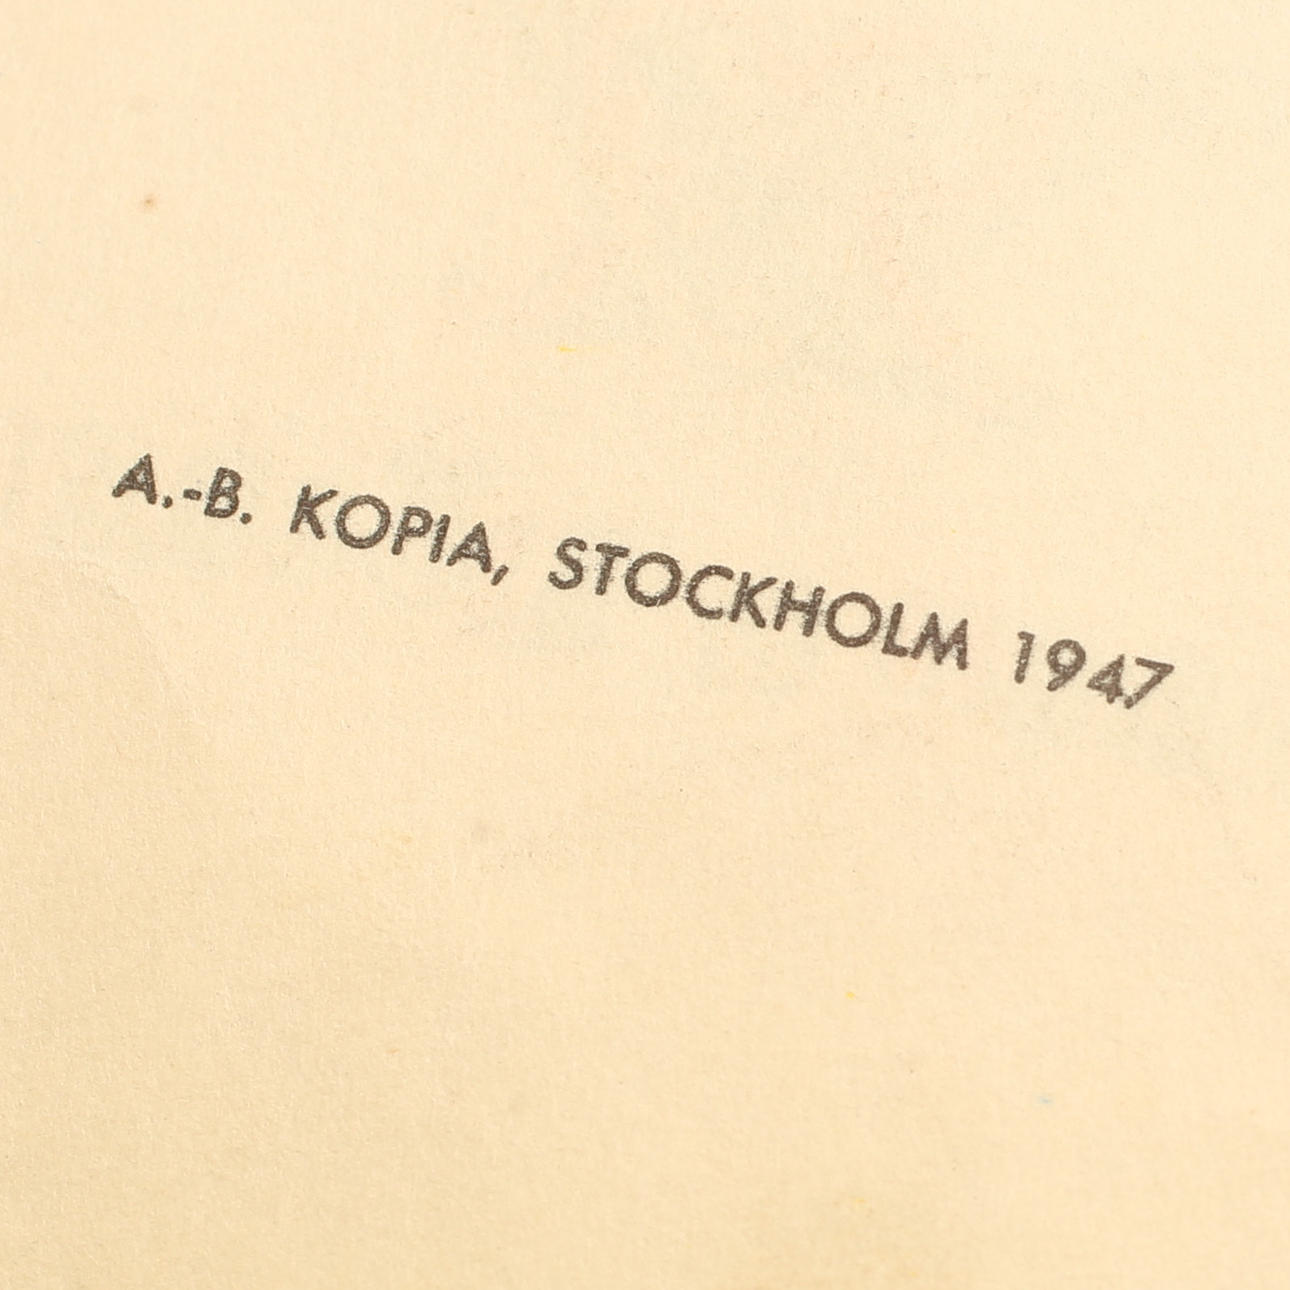 A.-B. KOPIA, STOCKHOLM 1947